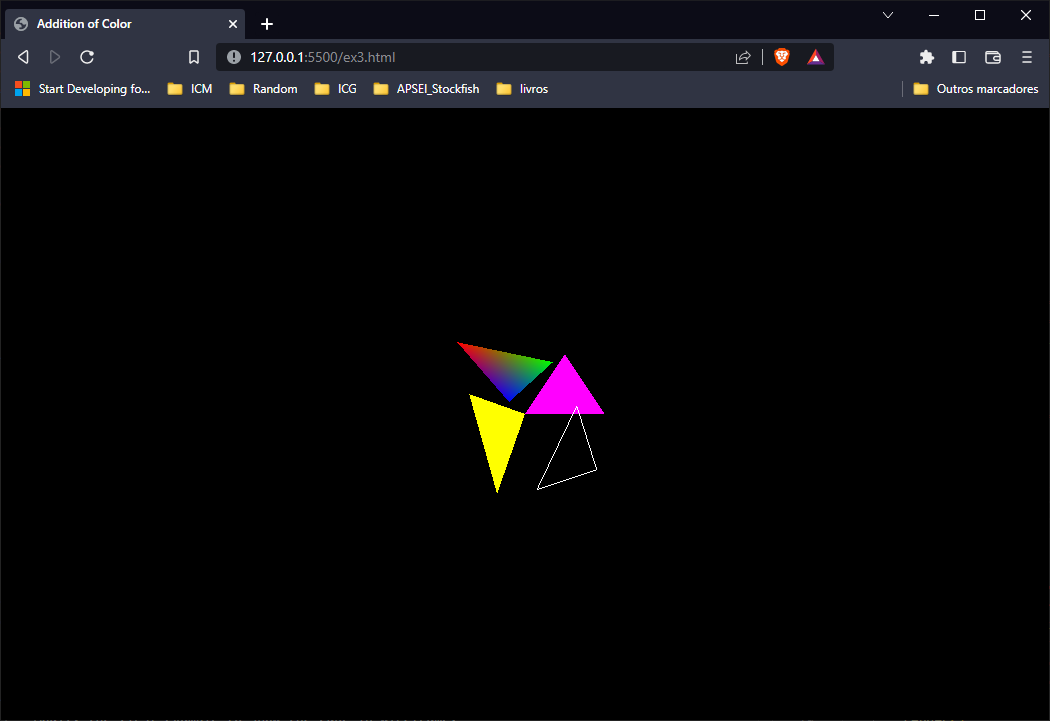 Addition of Color
127.0.0.1:5500/ex3.html
Start Developing fo... ICM Random ICG APSEI_Stockfish livros Outros marcadores